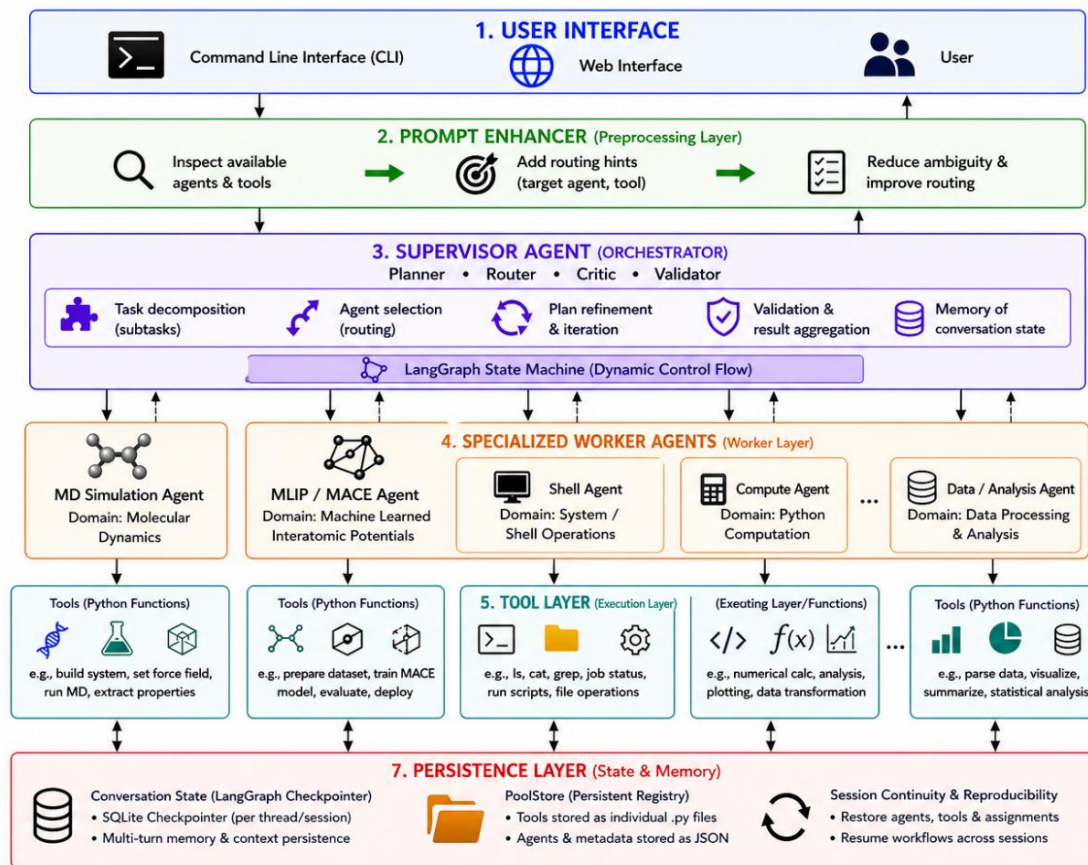 1. USER INTERFACE
Command Line Interface (CLI)
Web Interface
User
2. PROMPT ENHANCER (Preprocessing Layer)
Inspect available
agents & tools
Add routing hints
(target agent, tool)
Reduce ambiguity &
improve routing
3. SUPERVISOR AGENT (ORCHESTRATOR)
Planner • Router • Critic • Validator
Task decomposition
(subtasks)
Agent selection
(routing)
Plan refinement
& iteration
Validation &
result aggregation
Memory of
conversation state
LangGraph State Machine (Dynamic Control Flow)
4. SPECIALIZED WORKER AGENTS (Worker Layer)
MD Simulation Agent
Domain: Molecular
Dynamics
MLIP / MACE Agent
Domain: Machine Learned
Interatomic Potentials
Shell Agent
Domain: System /
Shell Operations
Compute Agent
Domain: Python
Computation
...
Data / Analysis Agent
Domain: Data Processing
& Analysis
Tools (Python Functions)
e.g., build system, set force field,
run MD, extract properties
Tools (Python Functions)
e.g., prepare dataset, train MACE
model, evaluate, deploy
5. TOOL LAYER (Execution Layer)
>_
e.g., ls, cat, grep, job status,
run scripts, file operations
(Executing Layer/Functions)
</> f(x)
e.g., numerical calc, analysis,
plotting, data transformation
...
Tools (Python Functions)
e.g., parse data, visualize,
summarize, statistical analysis
7. PERSISTENCE LAYER (State & Memory)
Conversation State (LangGraph Checkpointer)
• SQLite Checkpointer (per thread/session)
• Multi-turn memory & context persistence
PoolStore (Persistent Registry)
• Tools stored as individual .py files
• Agents & metadata stored as JSON
Session Continuity & Reproducibility
• Restore agents, tools & assignments
• Resume workflows across sessions